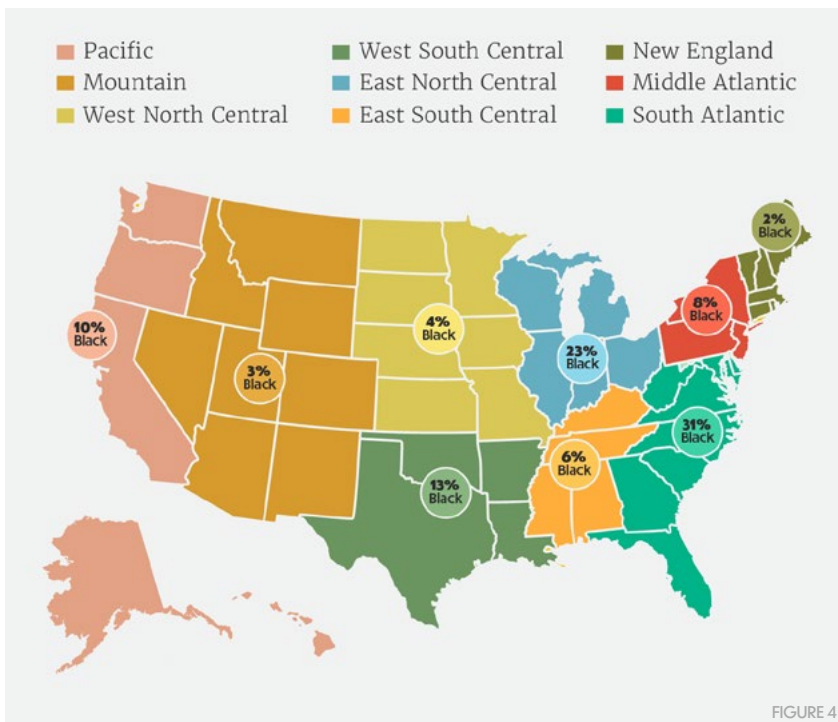 Pacific
Mountain
West North Central
West South Central
East North Central
East South Central
New England
Middle Atlantic
South Atlantic
2%
Black
8%
Black
10%
Black
4%
Black
23%
Black
3%
Black
31%
Black
6%
Black
13%
Black
FIGURE 4